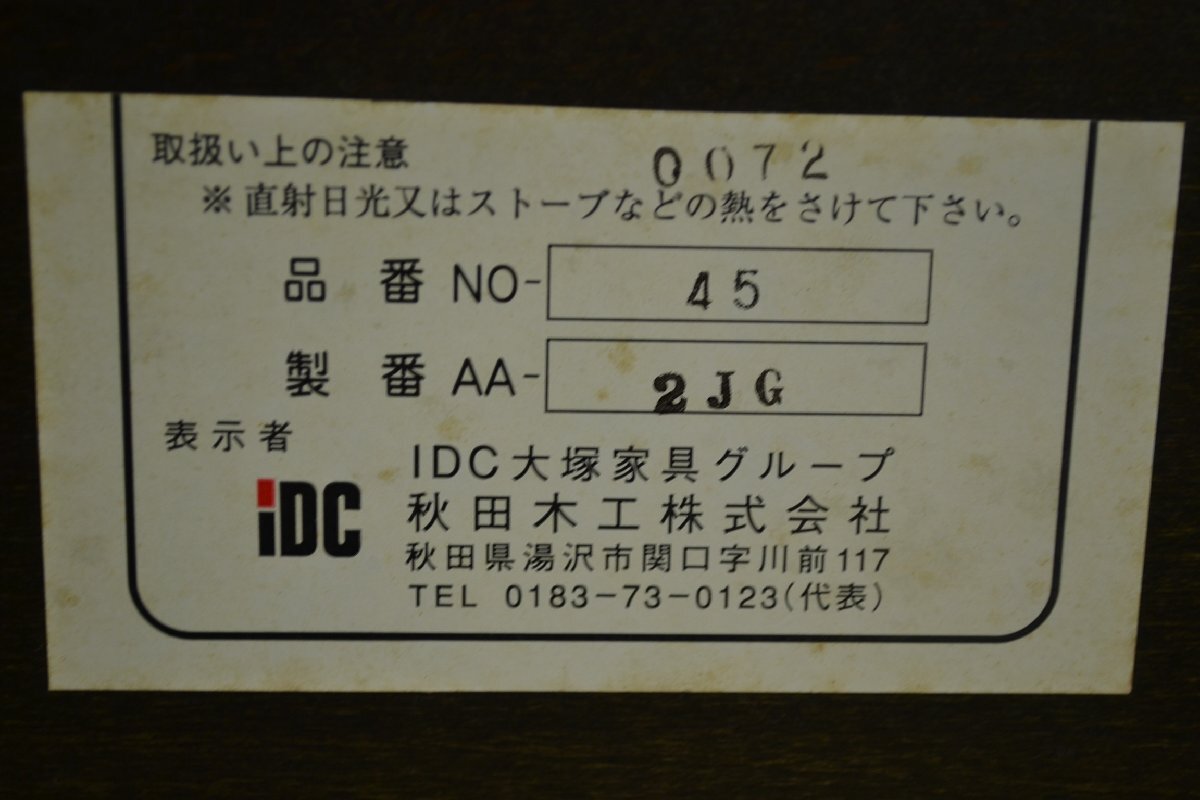 取扱い上の注意 0072
※直射日光又はストーブなどの熱をさけて下さい。
品 番 NO- 45
製 番 AA- 2JG
表示者
iDC
IDC大塚家具グループ
秋田木工株式会社
秋田県湯沢市関口字川前117
TEL 0183-73-0123(代表)